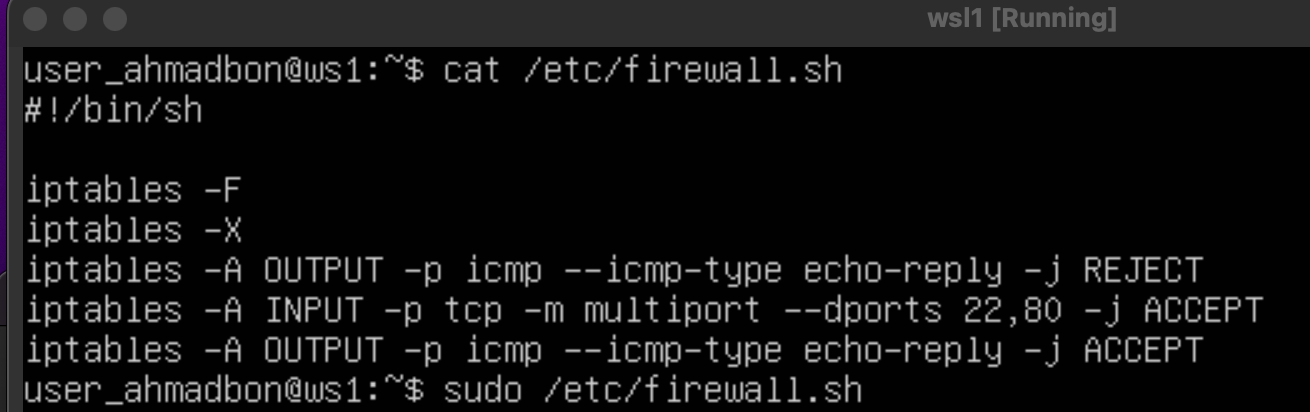 wsl1 [Running]
user_ahmadbon@ws1:~$ cat /etc/firewall.sh
#!/bin/sh
iptables -F
iptables -X
iptables -A OUTPUT -p icmp --icmp-type echo-reply -j REJECT
iptables -A INPUT -p tcp -m multiport --dports 22,80 -j ACCEPT
iptables -A OUTPUT -p icmp --icmp-type echo-reply -j ACCEPT
user_ahmadbon@ws1:~$ sudo /etc/firewall.sh